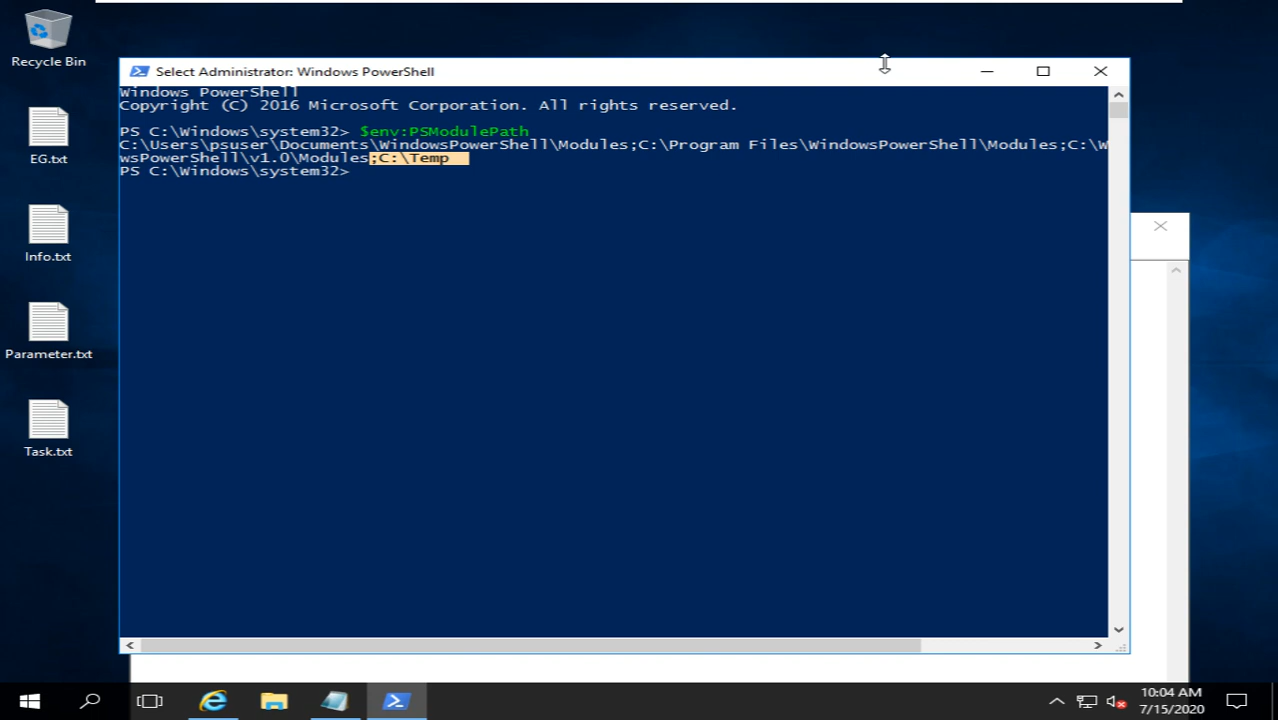 Recycle Bin
EG.txt
Info.txt
Parameter.txt
Task.txt
Select Administrator: Windows PowerShell
Windows PowerShell
Copyright (C) 2016 Microsoft Corporation. All rights reserved.
PS C:\Windows\system32> $env:PSModulePath
C:\Users\psuser\Documents\WindowsPowerShell\Modules;C:\Program Files\WindowsPowerShell\Modules;C:\W
wsPowerShell\v1.0\Modules;C:\Temp
PS C:\Windows\system32>
10:04 AM
7/15/2020